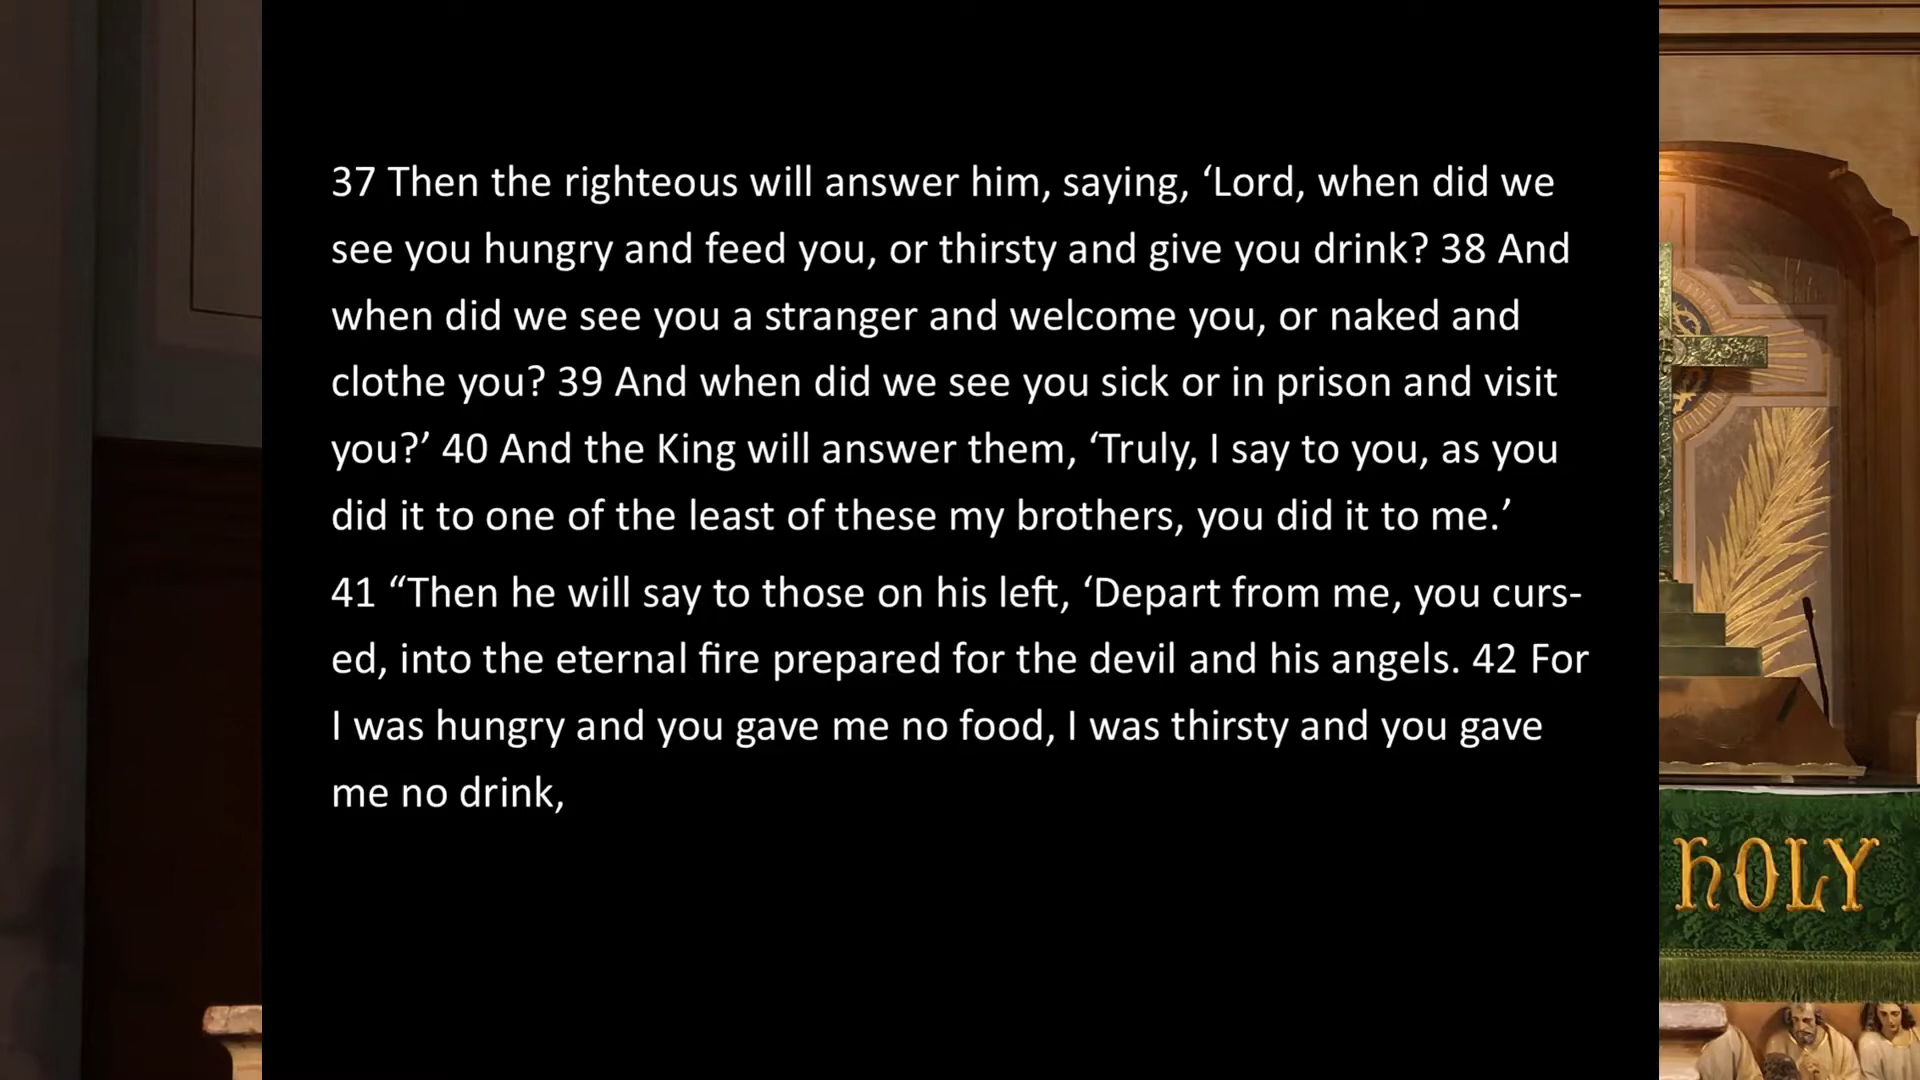 37 Then the righteous will answer him, saying, ‘Lord, when did we
see you hungry and feed you, or thirsty and give you drink? 38 And
when did we see you a stranger and welcome you, or naked and
clothe you? 39 And when did we see you sick or in prison and visit
you?’ 40 And the King will answer them, ‘Truly, I say to you, as you
did it to one of the least of these my brothers, you did it to me.’
41 “Then he will say to those on his left, ‘Depart from me, you curs-
ed, into the eternal fire prepared for the devil and his angels. 42 For
I was hungry and you gave me no food, I was thirsty and you gave
me no drink,
hOLY